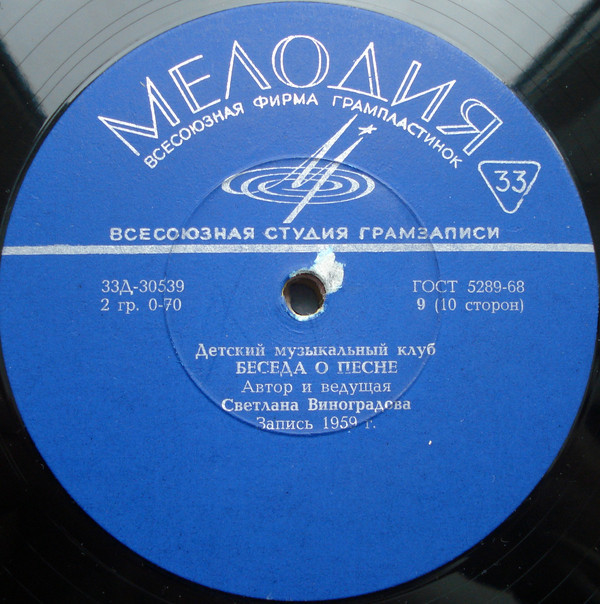 МЕЛОДИЯ
ВСЕСОЮЗНАЯ ФИРМА ГРАМПЛАСТИНОК
33
ВСЕСОЮЗНАЯ СТУДИЯ ГРАМЗАПИСИ
33Д-30539
2 гр. 0-70
ГОСТ 5289-68
9 (10 сторон)
Детский музыкальный клуб
БЕСЕДА О ПЕСНЕ
Автор и ведущая
Светлана Виноградова
Запись 1959 г.